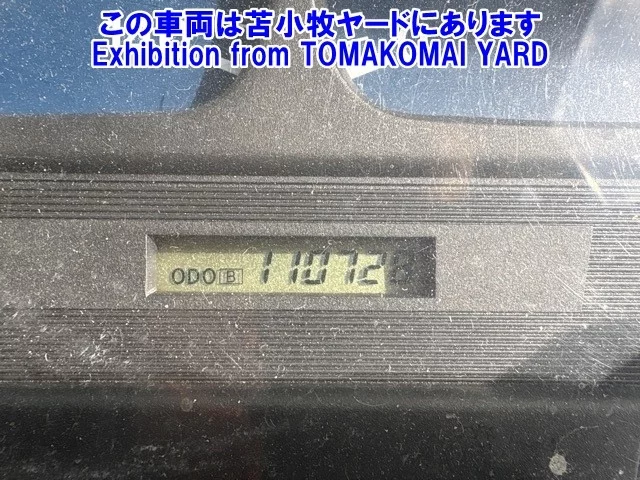 この車両は苫小牧ヤードにあります
Exhibition from TOMAKOMAI YARD
ODO B 11072